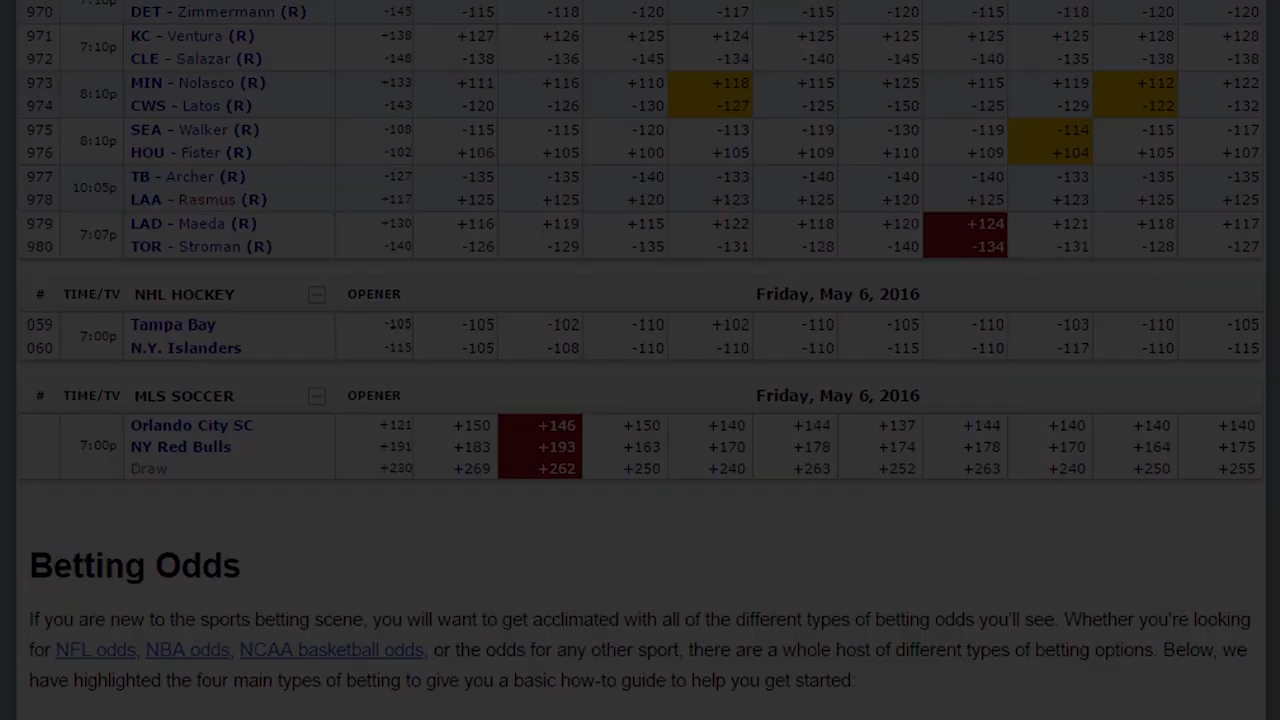 7:10p
970 DET - Zimmermann (R) -145 -115 -118 -120 -117 -115 -120 -115 -118 -120 -120
971 KC - Ventura (R) +138 +127 +126 +125 +124 +125 +125 +125 +125 +128 +128
7:10p
972 CLE - Salazar (R) -148 -138 -136 -145 -134 -140 -145 -140 -135 -138 -138
973 MIN - Nolasco (R) +133 +111 +116 +110 +118 +115 +125 +115 +119 +112 +122
8:10p
974 CWS - Latos (R) -143 -120 -126 -130 -127 -125 -150 -125 -129 -122 -132
975 SEA - Walker (R) -108 -115 -115 -120 -113 -119 -130 -119 -114 -115 -117
8:10p
976 HOU - Fister (R) -102 +106 +105 +100 +105 +109 +110 +109 +104 +105 +107
977 TB - Archer (R) -127 -135 -135 -140 -133 -140 -140 -140 -133 -135 -135
10:05p
978 LAA - Rasmus (R) +117 +125 +125 +120 +123 +125 +120 +125 +123 +125 +125
979 LAD - Maeda (R) +130 +116 +119 +115 +122 +118 +120 +124 +121 +118 +117
7:07p
980 TOR - Stroman (R) -140 -126 -129 -135 -131 -128 -140 -134 -131 -128 -127
# TIME/TV NHL HOCKEY OPENER Friday, May 6, 2016
059 Tampa Bay -105 -105 -102 -110 +102 -110 -105 -110 -103 -110 -105
7:00p
060 N.Y. Islanders -115 -105 -108 -110 -110 -110 -115 -110 -117 -110 -115
# TIME/TV MLS SOCCER OPENER Friday, May 6, 2016
Orlando City SC +121 +150 +146 +150 +140 +144 +137 +144 +140 +140 +140
7:00p NY Red Bulls +191 +183 +193 +163 +170 +178 +174 +178 +170 +164 +175
Draw +230 +269 +262 +250 +240 +263 +252 +263 +240 +250 +255
Betting Odds
If you are new to the sports betting scene, you will want to get acclimated with all of the different types of betting odds you'll see. Whether you're looking
for NFL odds, NBA odds, NCAA basketball odds, or the odds for any other sport, there are a whole host of different types of betting options. Below, we
have highlighted the four main types of betting to give you a basic how-to guide to help you get started: